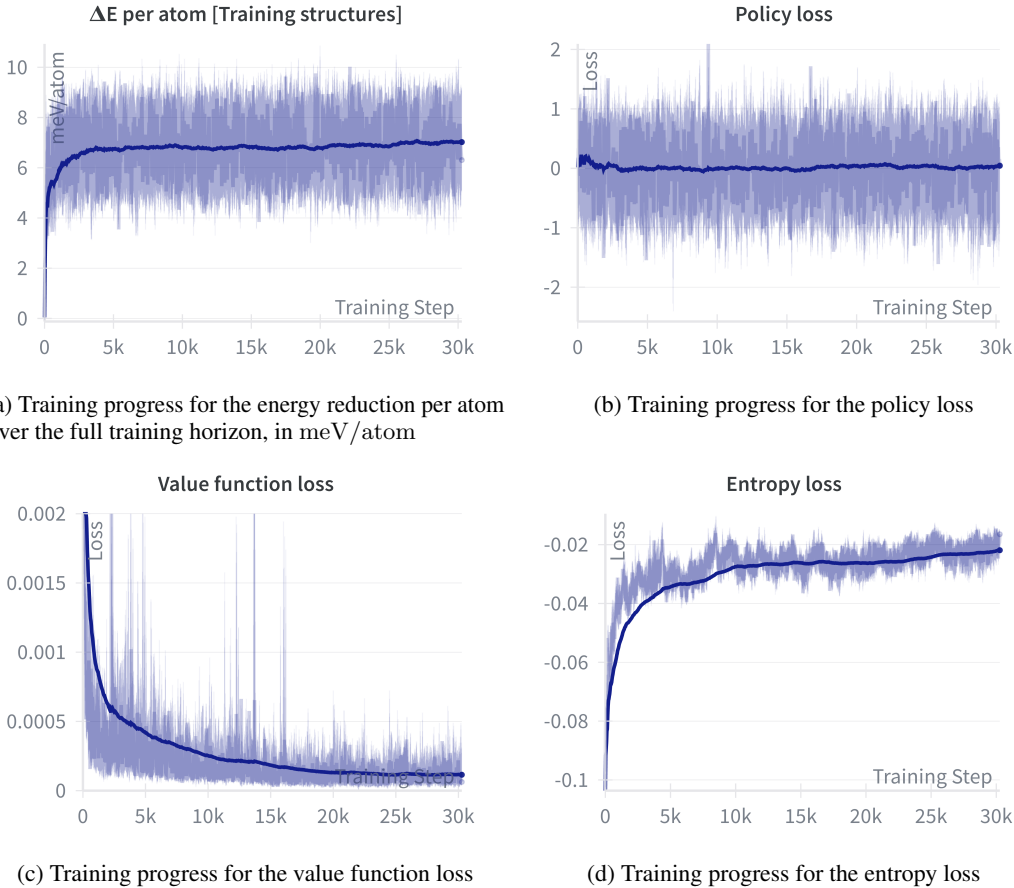 ΔE per atom [Training structures]
meV/atom
10
8
6
4
2
0
Training Step
0 5k 10k 15k 20k 25k 30k
a) Training progress for the energy reduction per atom
ver the full training horizon, in meV/atom
Policy loss
Loss
2
1
0
-1
-2
Training Step
0 5k 10k 15k 20k 25k 30k
(b) Training progress for the policy loss
Value function loss
Loss
0.002
0.0015
0.001
0.0005
0
Training Step
0 5k 10k 15k 20k 25k 30k
(c) Training progress for the value function loss
Entropy loss
Loss
-0.02
-0.04
-0.06
-0.08
-0.1
Training Step
0 5k 10k 15k 20k 25k 30k
(d) Training progress for the entropy loss